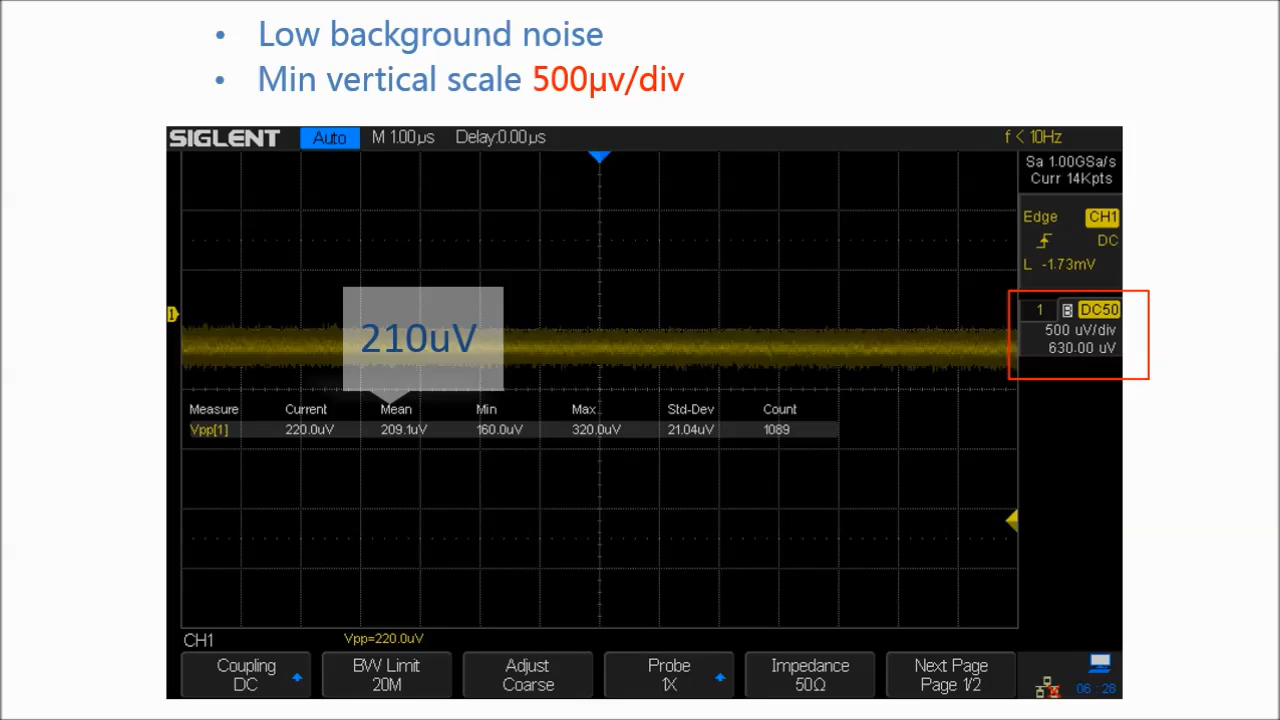 • Low background noise
• Min vertical scale 500µv/div
SIGLENT Auto M 1.00µs Delay:0.00µs f < 10Hz
Sa 1.00GSa/s
Curr 14Kpts
Edge CH1
DC
L -1.73mV
1 B DC50
500 uV/div
630.00 uV
1
210uV
Measure Current Mean Min Max Std-Dev Count
Vpp[1] 220.0uV 209.1uV 160.0uV 320.0uV 21.04uV 1089
CH1 Vpp=220.0uV
Coupling BW Limit Adjust Probe Impedance Next Page
DC 20M Coarse 1X 50Ω Page 1/2
06:28